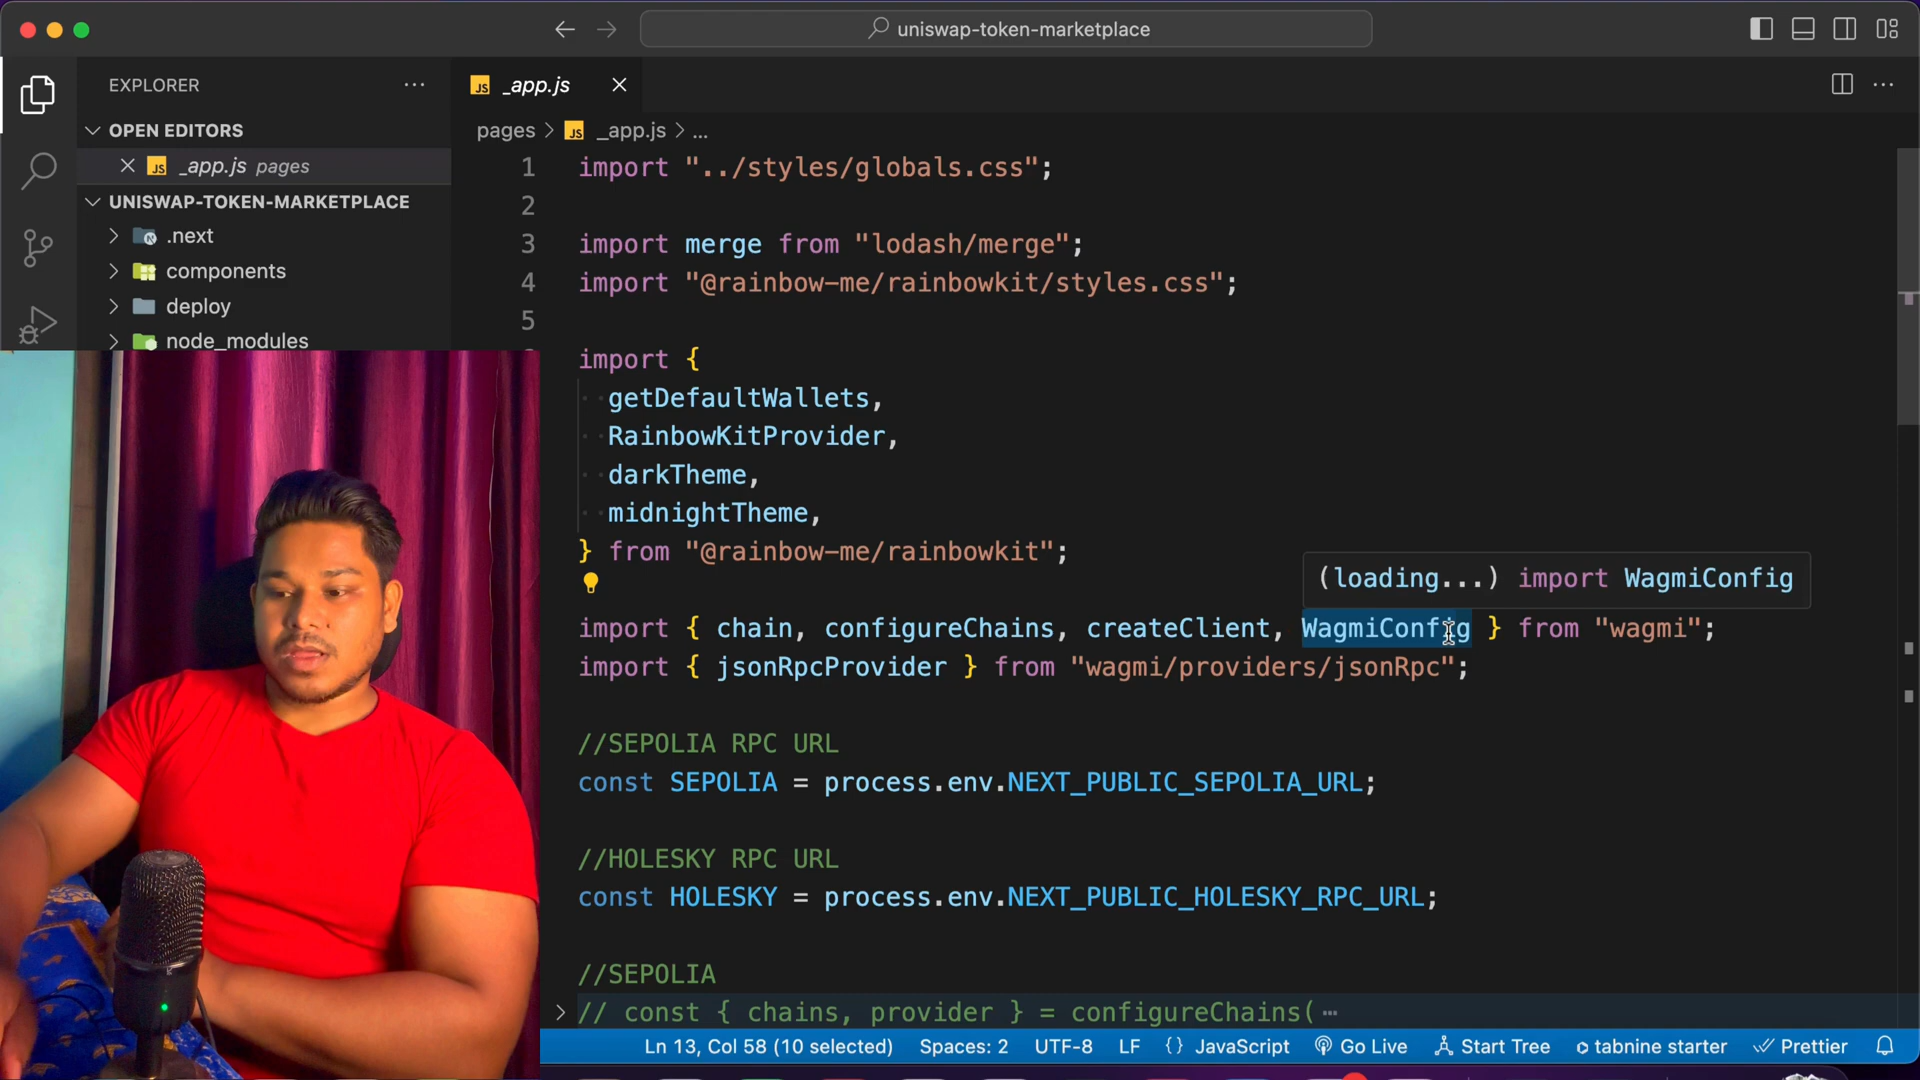 uniswap-token-marketplace
EXPLORER
JS _app.js
OPEN EDITORS
pages > JS _app.js > ...
JS _app.js pages
UNISWAP-TOKEN-MARKETPLACE
.next
components
deploy
node_modules
1 import "../styles/globals.css";
2
3 import merge from "lodash/merge";
4 import "@rainbow-me/rainbowkit/styles.css";
5
import {
getDefaultWallets,
RainbowKitProvider,
darkTheme,
midnightTheme,
} from "@rainbow-me/rainbowkit";
(loading...) import WagmiConfig
import { chain, configureChains, createClient, WagmiConfig } from "wagmi";
import { jsonRpcProvider } from "wagmi/providers/jsonRpc";
//SEPOLIA RPC URL
const SEPOLIA = process.env.NEXT_PUBLIC_SEPOLIA_URL;
//HOLESKY RPC URL
const HOLESKY = process.env.NEXT_PUBLIC_HOLESKY_RPC_URL;
//SEPOLIA
// const { chains, provider } = configureChains(…
Ln 13, Col 58 (10 selected) Spaces: 2 UTF-8 LF {} JavaScript Go Live Start Tree tabnine starter Prettier